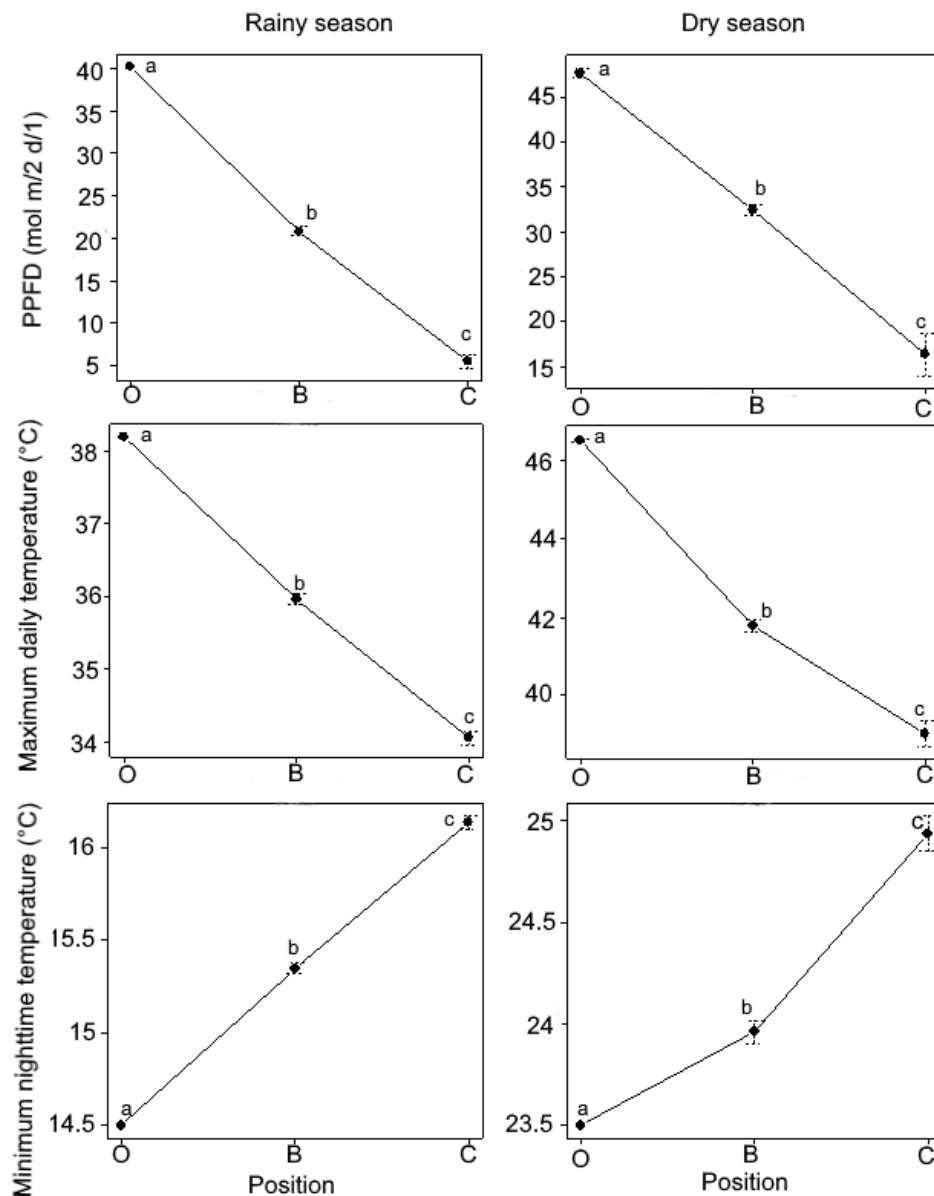 Rainy season
Dry season
PPFD (mol m/2 d/1)
40
35
30
25
20
15
10
5
a
b
c
O
B
C
45
40
35
30
25
20
15
a
b
c
O
B
C
Maximum daily temperature (°C)
38
37
36
35
34
a
b
c
O
B
C
46
44
42
40
a
b
c
O
B
C
Minimum nighttime temperature (°C)
16
15.5
15
14.5
a
b
c
O
B
C
Position
25
24.5
24
23.5
a
b
c
O
B
C
Position